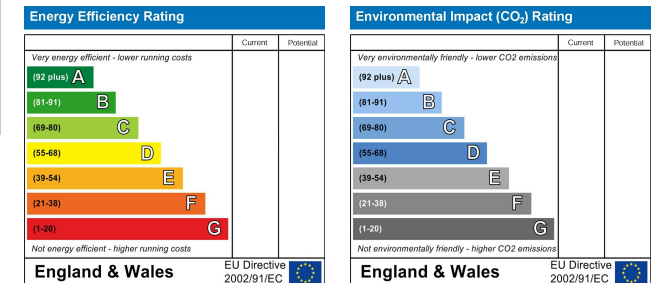 Energy Efficiency Rating
Current Potential
Very energy efficient - lower running costs
(92 plus) A
(81-91) B
(69-80) C
(55-68) D
(39-54) E
(21-38) F
(1-20) G
Not energy efficient - higher running costs
England & Wales
EU Directive
2002/91/EC
Environmental Impact (CO₂) Rating
Current Potential
Very environmentally friendly - lower CO2 emissions
(92 plus) A
(81-91) B
(69-80) C
(55-68) D
(39-54) E
(21-38) F
(1-20) G
Not environmentally friendly - higher CO2 emissions
England & Wales
EU Directive
2002/91/EC